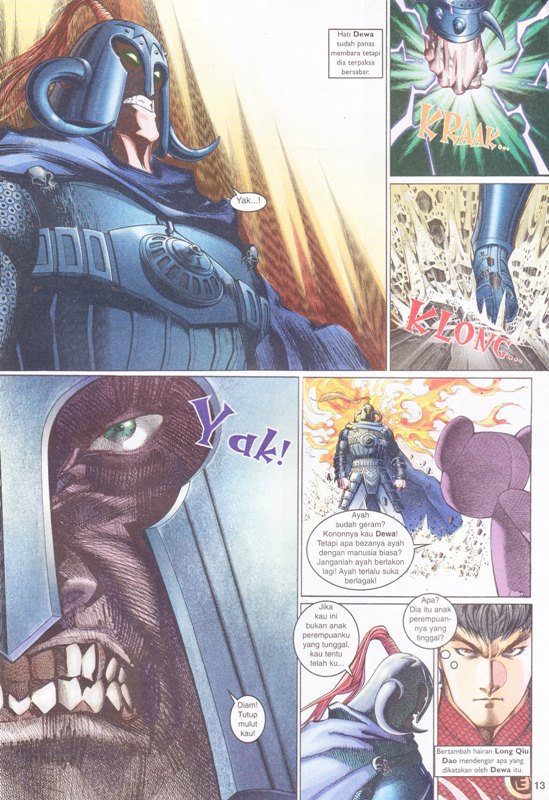 Hati Dewa
sudah panas
membara tetapi
dia terpaksa
bersabar.
Yak...!
KRAAK...
KLONG...
Yak!
Diam!
Tutup
mulut
kau!
Ayah
sudah geram?
Kononnya kau Dewa!
Tetapi apa bezanya ayah
dengan manusia biasa?
Janganlah ayah berlakon
lagi! Ayah terlalu suka
berlagak!
Jika
kau ini
bukan anak
perempuanku
yang tunggal,
kau tentu
telah ku...
Apa?
Dia itu anak
perempuan-
nya yang
tinggal?
Bertambah hairan Long Qiu
Dao mendengar apa yang
dikatakan oleh Dewa itu.
13